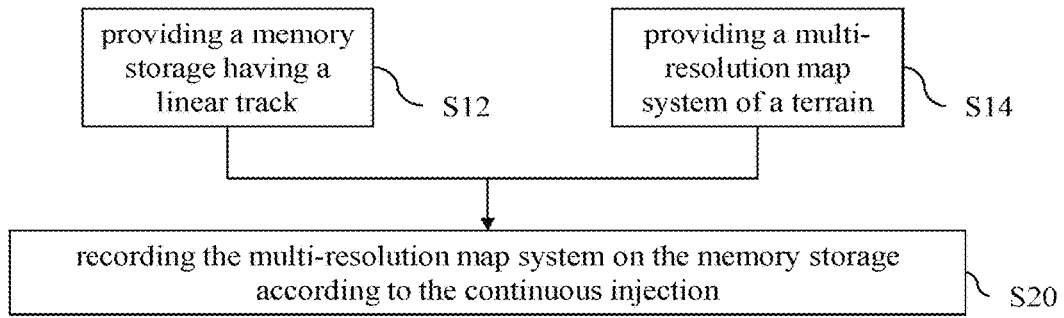 providing a memory
storage having a
linear track
S12
providing a multi-
resolution map
system of a terrain
S14
recording the multi-resolution map system on the memory storage
according to the continuous injection
S20